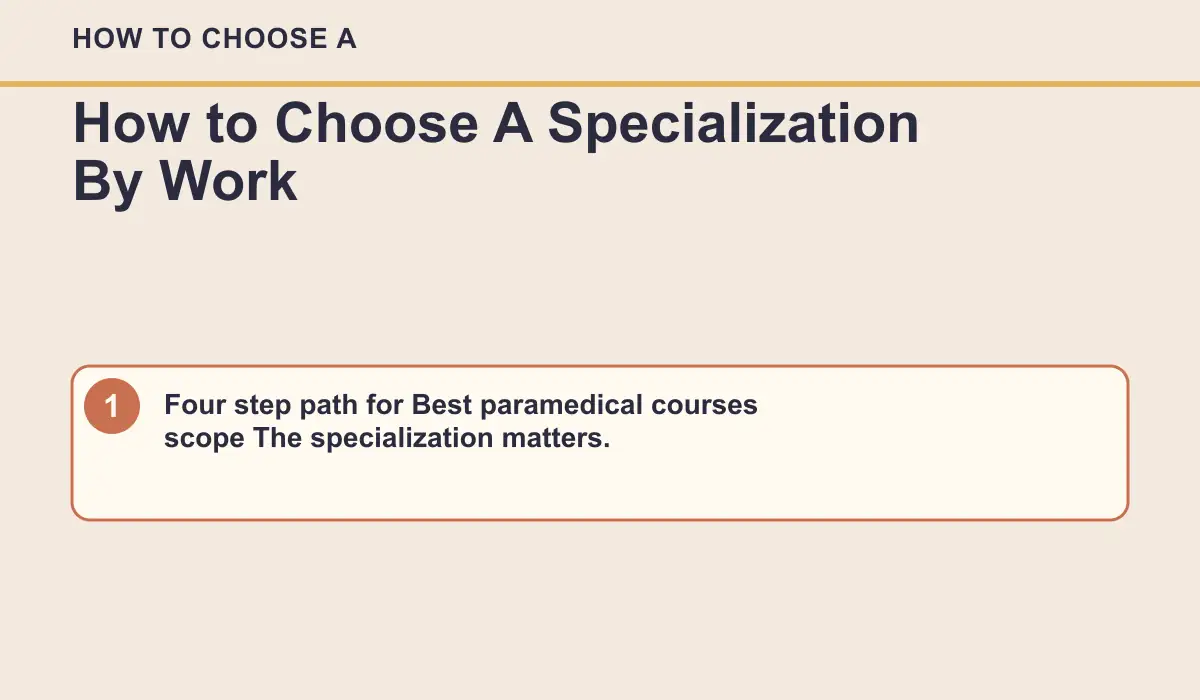 HOW TO CHOOSE A
How to Choose A Specialization
By Work
1
Four step path for Best paramedical courses
scope The specialization matters.